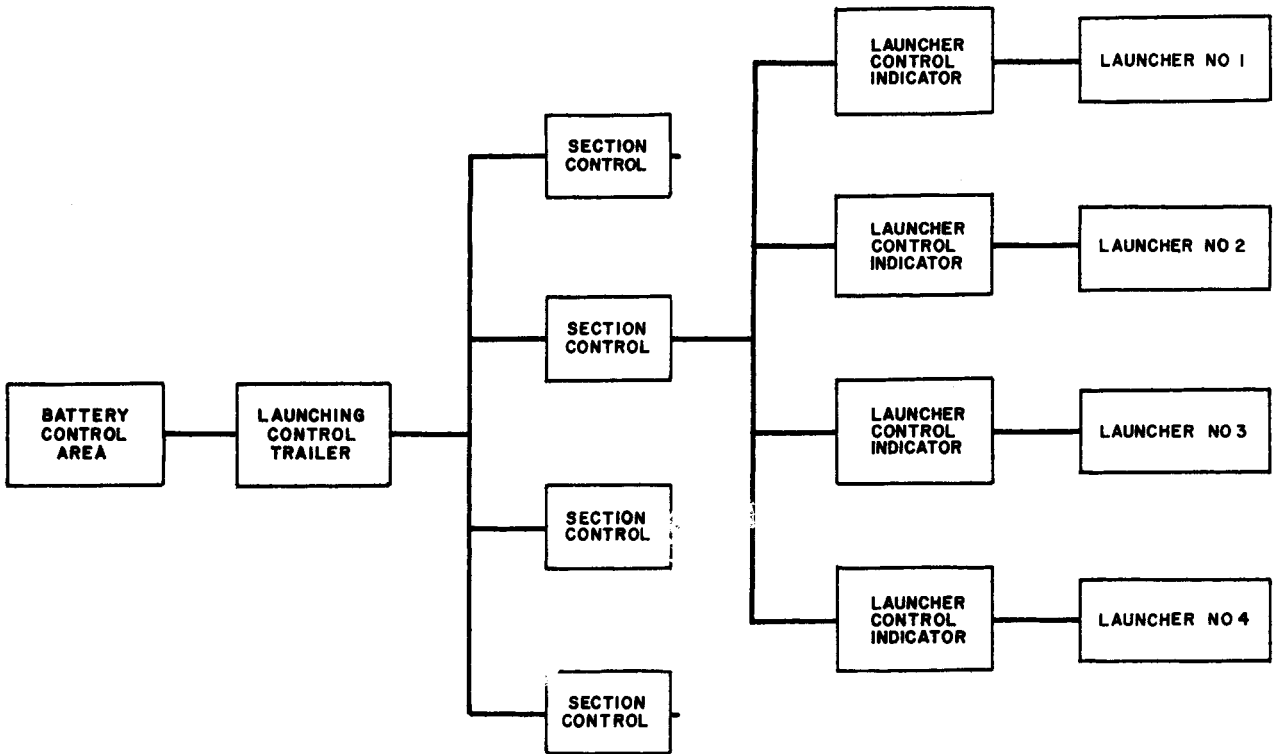 BATTERY
CONTROL
AREA
LAUNCHING
CONTROL
TRAILER
SECTION
CONTROL
SECTION
CONTROL
SECTION
CONTROL
SECTION
CONTROL
LAUNCHER
CONTROL
INDICATOR
LAUNCHER NO 1
LAUNCHER
CONTROL
INDICATOR
LAUNCHER NO 2
LAUNCHER
CONTROL
INDICATOR
LAUNCHER NO 3
LAUNCHER
CONTROL
INDICATOR
LAUNCHER NO 4